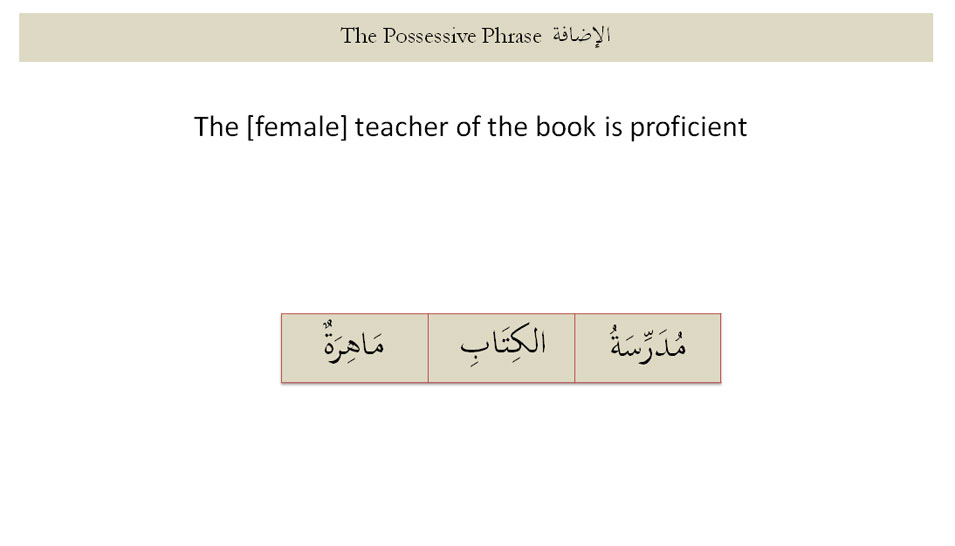 The Possessive Phrase الإضافة
The [female] teacher of the book is proficient
مُدَرِّسَةُ الكِتَابِ مَاهِرَةٌ